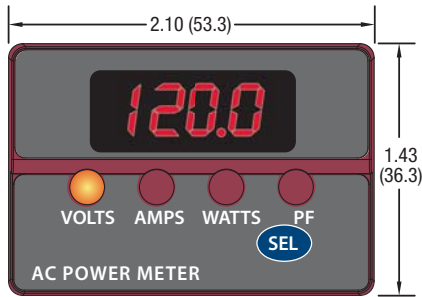 2.10 (53.3)
120.0
1.43
(36.3)
VOLTS AMPS WATTS PF
SEL
AC POWER METER